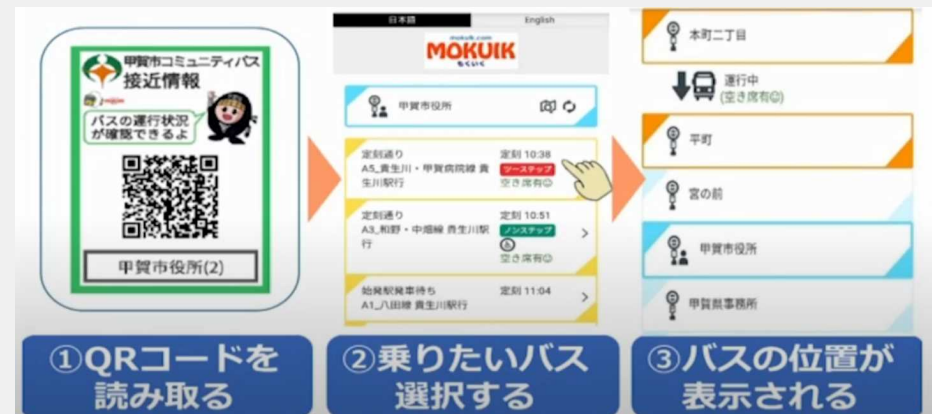 甲賀市コミュニティバス
接近情報
バスの運行状況
が確認できるよ
甲賀市役所(2)
①QRコードを
読み取る
日本語
English
mokuik.com
MOKUIK
もくいく
甲賀市役所
定刻通り
定刻 10:38
A5_貴生川・甲賀病院線 貴
生川駅行
ツーステップ
空き席有☺
定刻通り
定刻 10:51
A3_和野・中畑線 貴生川駅
行
ノンステップ
空き席有☺
始発駅発車待ち
定刻 11:04
A1_八田線 貴生川駅行
②乗りたいバス
選択する
本町二丁目
運行中
(空き席有☺)
平町
宮の前
甲賀市役所
甲賀県事務所
③バスの位置が
表示される